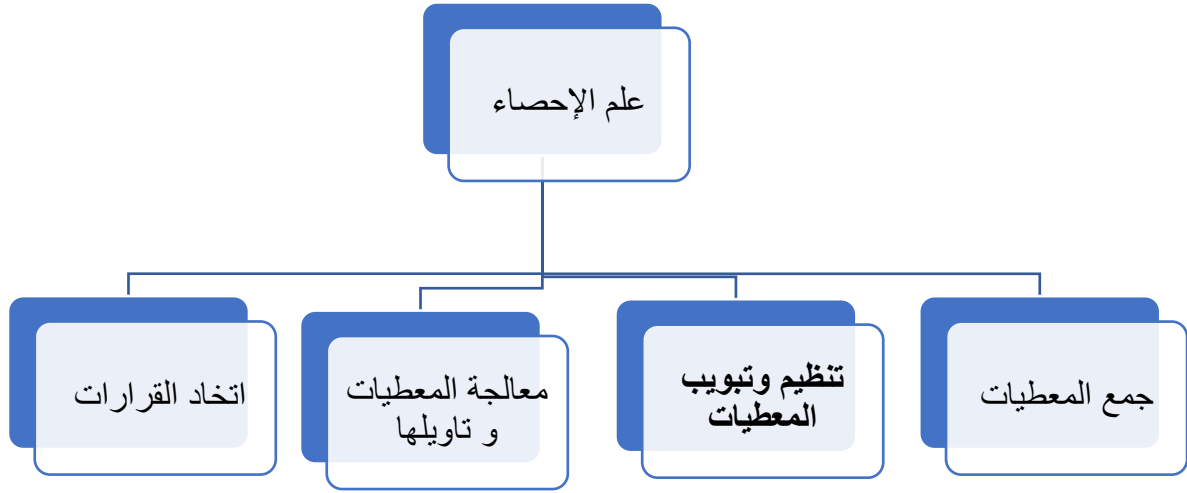 علم الإحصاء
جمع المعطيات
تنظيم وتبويب
المعطيات
معالجة المعطيات
و تاويلها
اتخاد القرارات